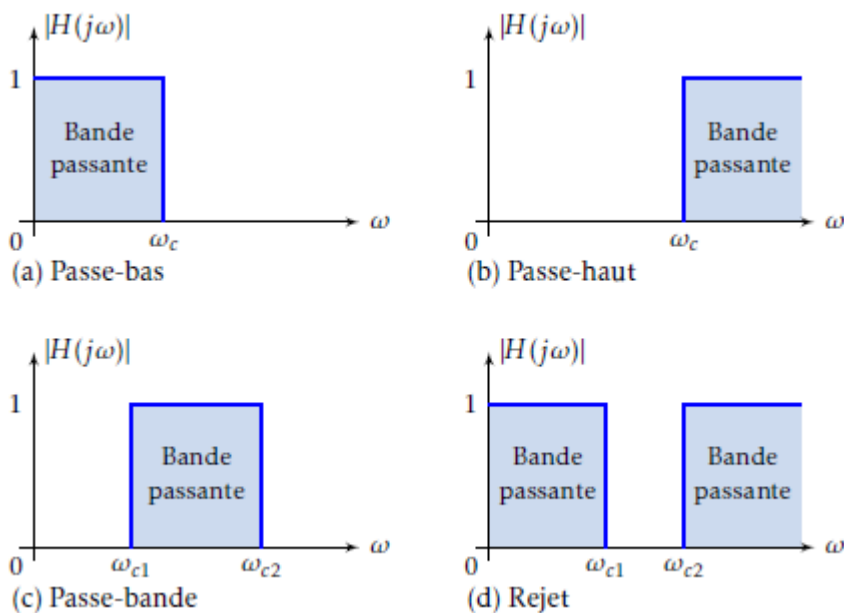 |H(jω)|
1
Bande
passante
0
ω_c
ω
(a) Passe-bas
|H(jω)|
1
Bande
passante
0
ω_c
ω
(b) Passe-haut
|H(jω)|
1
Bande
passante
0
ω_c1
ω_c2
ω
(c) Passe-bande
|H(jω)|
1
Bande
passante
Bande
passante
0
ω_c1
ω_c2
ω
(d) Rejet